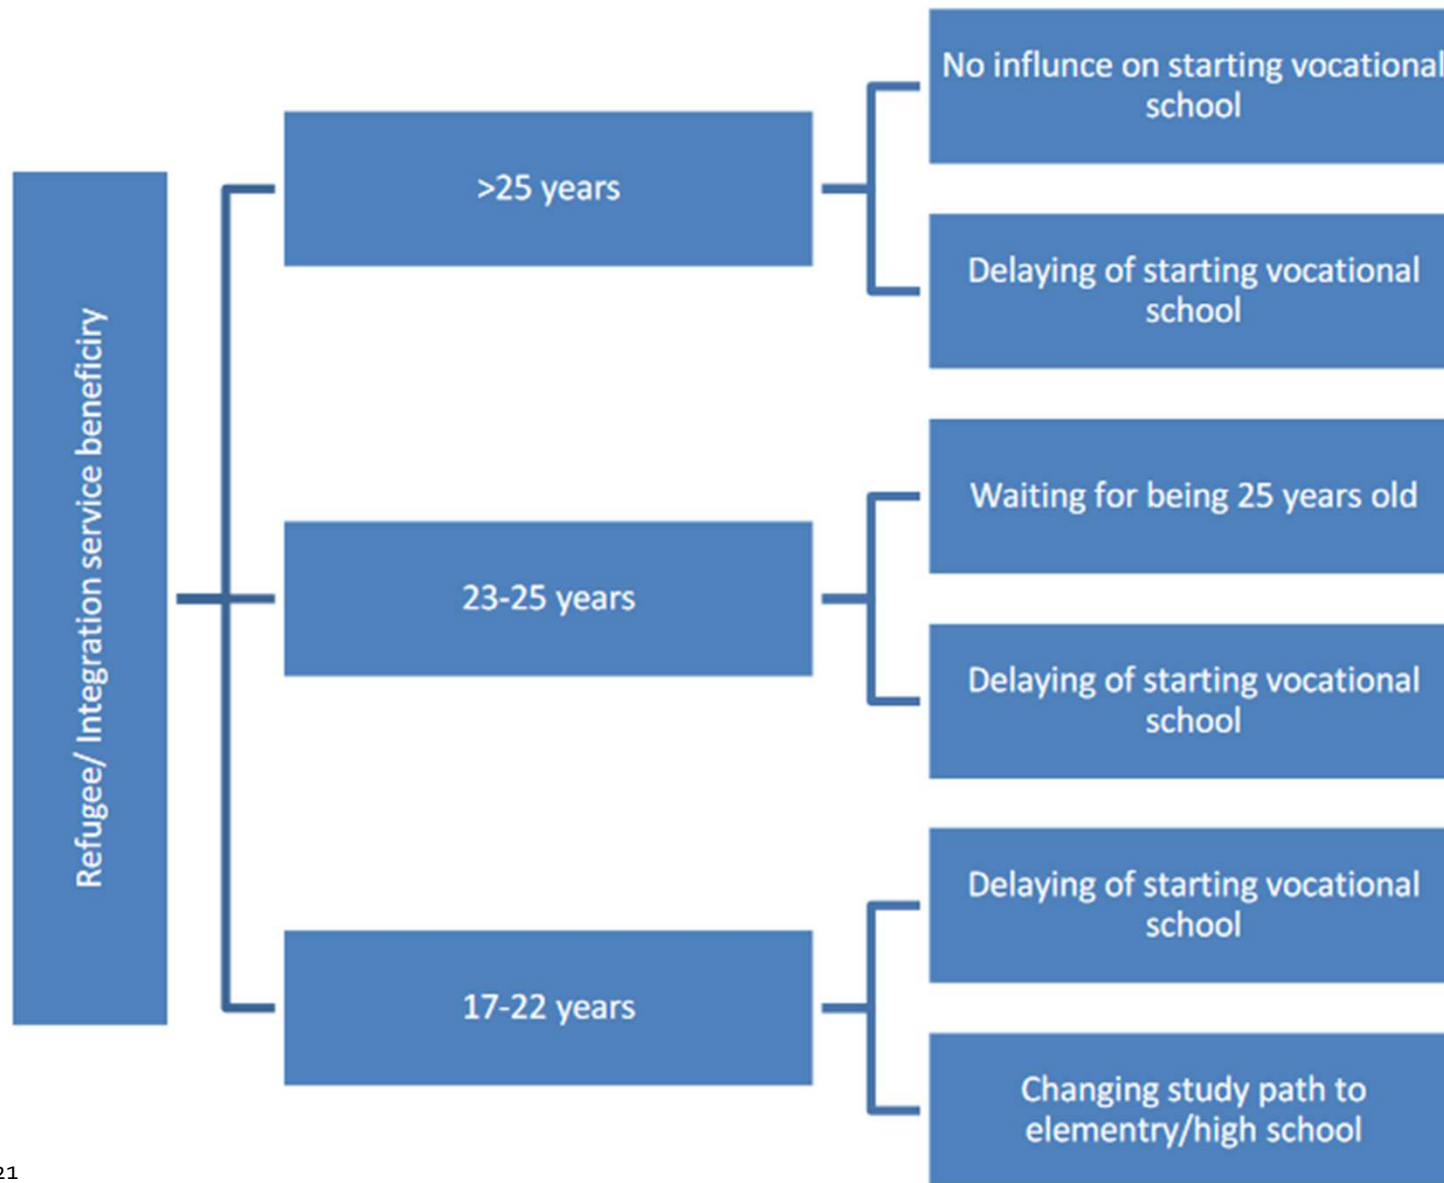 Refugee/ Integration service beneficiry
>25 years
No influnce on starting vocational
school
Delaying of starting vocational
school
23-25 years
Waiting for being 25 years old
Delaying of starting vocational
school
17-22 years
Delaying of starting vocational
school
Changing study path to
elementry/high school
21